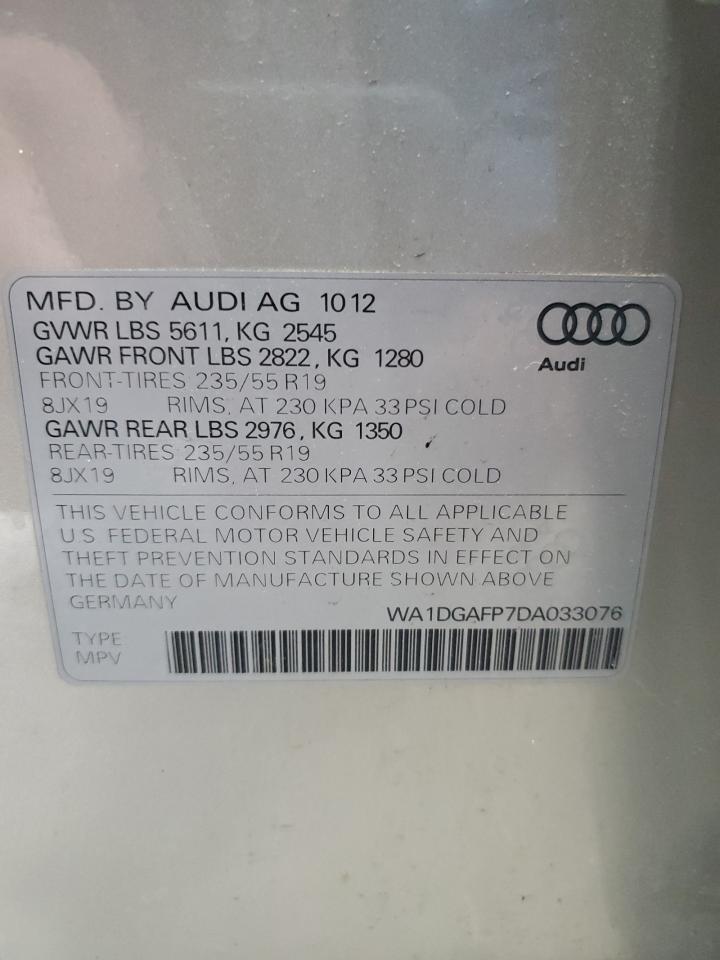 MFD. BY AUDI AG 10 12
GVWR LBS 5611, KG 2545
GAWR FRONT LBS 2822, KG 1280
FRONT-TIRES 235/55 R19
8JX19 RIMS, AT 230 KPA 33 PSI COLD
GAWR REAR LBS 2976, KG 1350
REAR-TIRES 235/55 R19
8JX19 RIMS, AT 230 KPA 33 PSI COLD
Audi
THIS VEHICLE CONFORMS TO ALL APPLICABLE
U.S. FEDERAL MOTOR VEHICLE SAFETY AND
THEFT PREVENTION STANDARDS IN EFFECT ON
THE DATE OF MANUFACTURE SHOWN ABOVE
GERMANY
WA1DGAFP7DA033076
TYPE
MPV